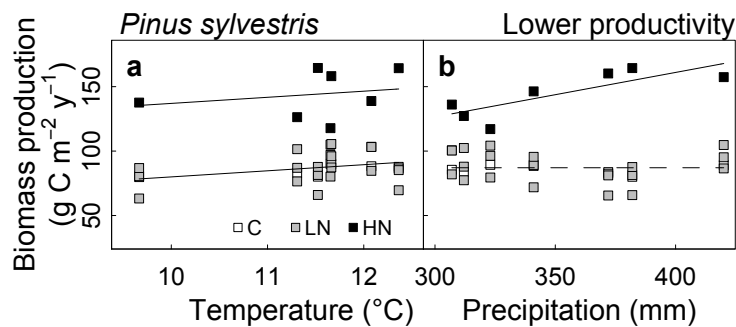 Pinus sylvestris Lower productivity
Biomass production
(g C m⁻² y⁻¹)
a b
150
100
50
C LN HN
10 11 12 300 350 400
Temperature (°C) Precipitation (mm)